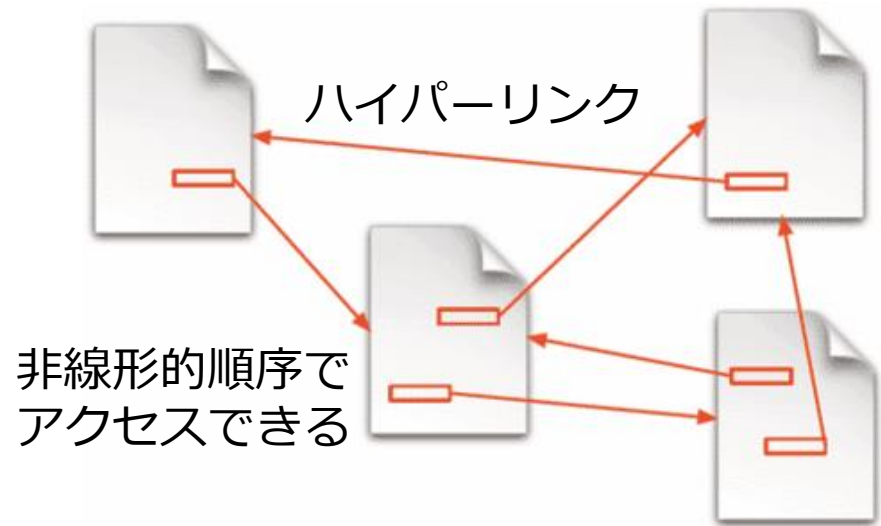 ハイパーリンク
非線形的順序で
アクセスできる